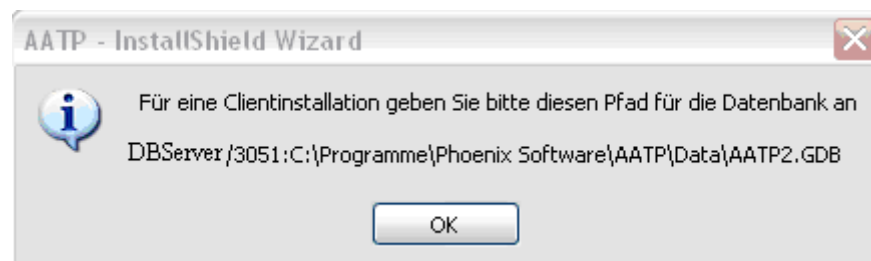 AATP - InstallShield Wizard
Für eine Clientinstallation geben Sie bitte diesen Pfad für die Datenbank an
DBServer/3051:C:\Programme\Phoenix Software\AATP\Data\AATP2.GDB
OK